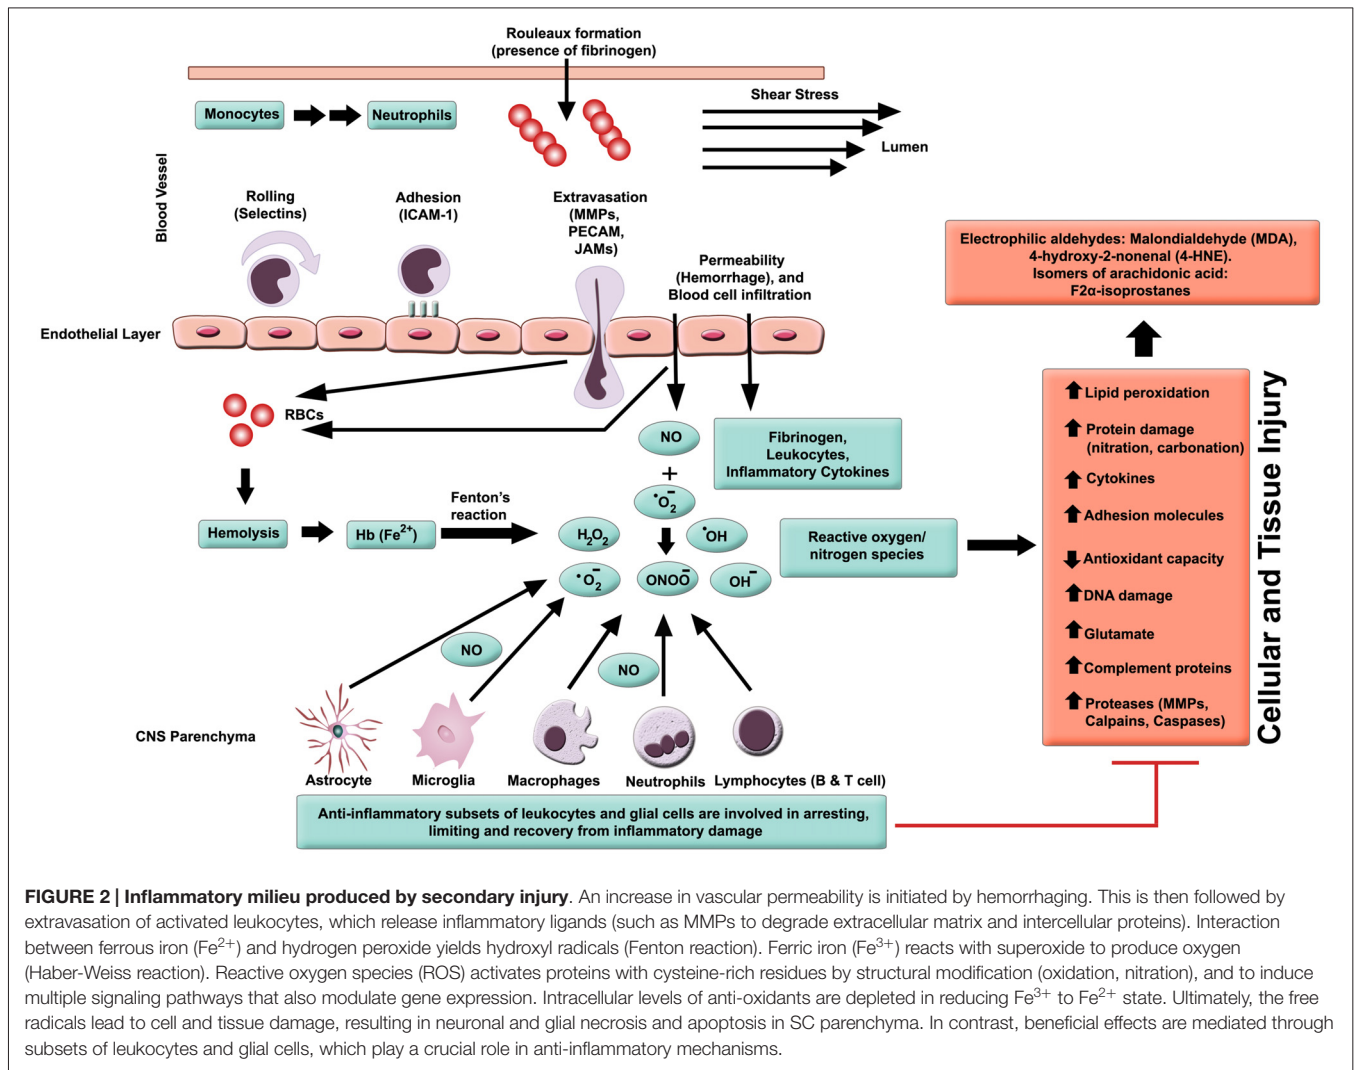 Rouleaux formation
(presence of fibrinogen)
Monocytes
Neutrophils
Shear Stress
Lumen
Blood Vessel
Rolling
(Selectins)
Adhesion
(ICAM-1)
Extravasation
(MMPs,
PECAM,
JAMs)
Permeability
(Hemorrhage), and
Blood cell infiltration
Endothelial Layer
Electrophilic aldehydes: Malondialdehyde (MDA),
4-hydroxy-2-nonenal (4-HNE).
Isomers of arachidonic acid:
F2α-isoprostanes
RBCs
NO
+
•O₂⁻
Fibrinogen,
Leukocytes,
Inflammatory Cytokines
Hemolysis
Hb (Fe²⁺)
Fenton's
reaction
H₂O₂
•OH
•O₂⁻
ONOO⁻
OH⁻
Reactive oxygen/
nitrogen species
Lipid peroxidation
Protein damage
(nitration, carbonation)
Cytokines
Adhesion molecules
Antioxidant capacity
DNA damage
Glutamate
Complement proteins
Proteases (MMPs,
Calpains, Caspases)
Cellular and Tissue Injury
NO
NO
CNS Parenchyma
Astrocyte
Microglia
Macrophages
Neutrophils
Lymphocytes (B & T cell)
Anti-inflammatory subsets of leukocytes and glial cells are involved in arresting,
limiting and recovery from inflammatory damage
FIGURE 2 | Inflammatory milieu produced by secondary injury. An increase in vascular permeability is initiated by hemorrhaging. This is then followed by
extravasation of activated leukocytes, which release inflammatory ligands (such as MMPs to degrade extracellular matrix and intercellular proteins). Interaction
between ferrous iron (Fe²⁺) and hydrogen peroxide yields hydroxyl radicals (Fenton reaction). Ferric iron (Fe³⁺) reacts with superoxide to produce oxygen
(Haber-Weiss reaction). Reactive oxygen species (ROS) activates proteins with cysteine-rich residues by structural modification (oxidation, nitration), and to induce
multiple signaling pathways that also modulate gene expression. Intracellular levels of anti-oxidants are depleted in reducing Fe³⁺ to Fe²⁺ state. Ultimately, the free
radicals lead to cell and tissue damage, resulting in neuronal and glial necrosis and apoptosis in SC parenchyma. In contrast, beneficial effects are mediated through
subsets of leukocytes and glial cells, which play a crucial role in anti-inflammatory mechanisms.